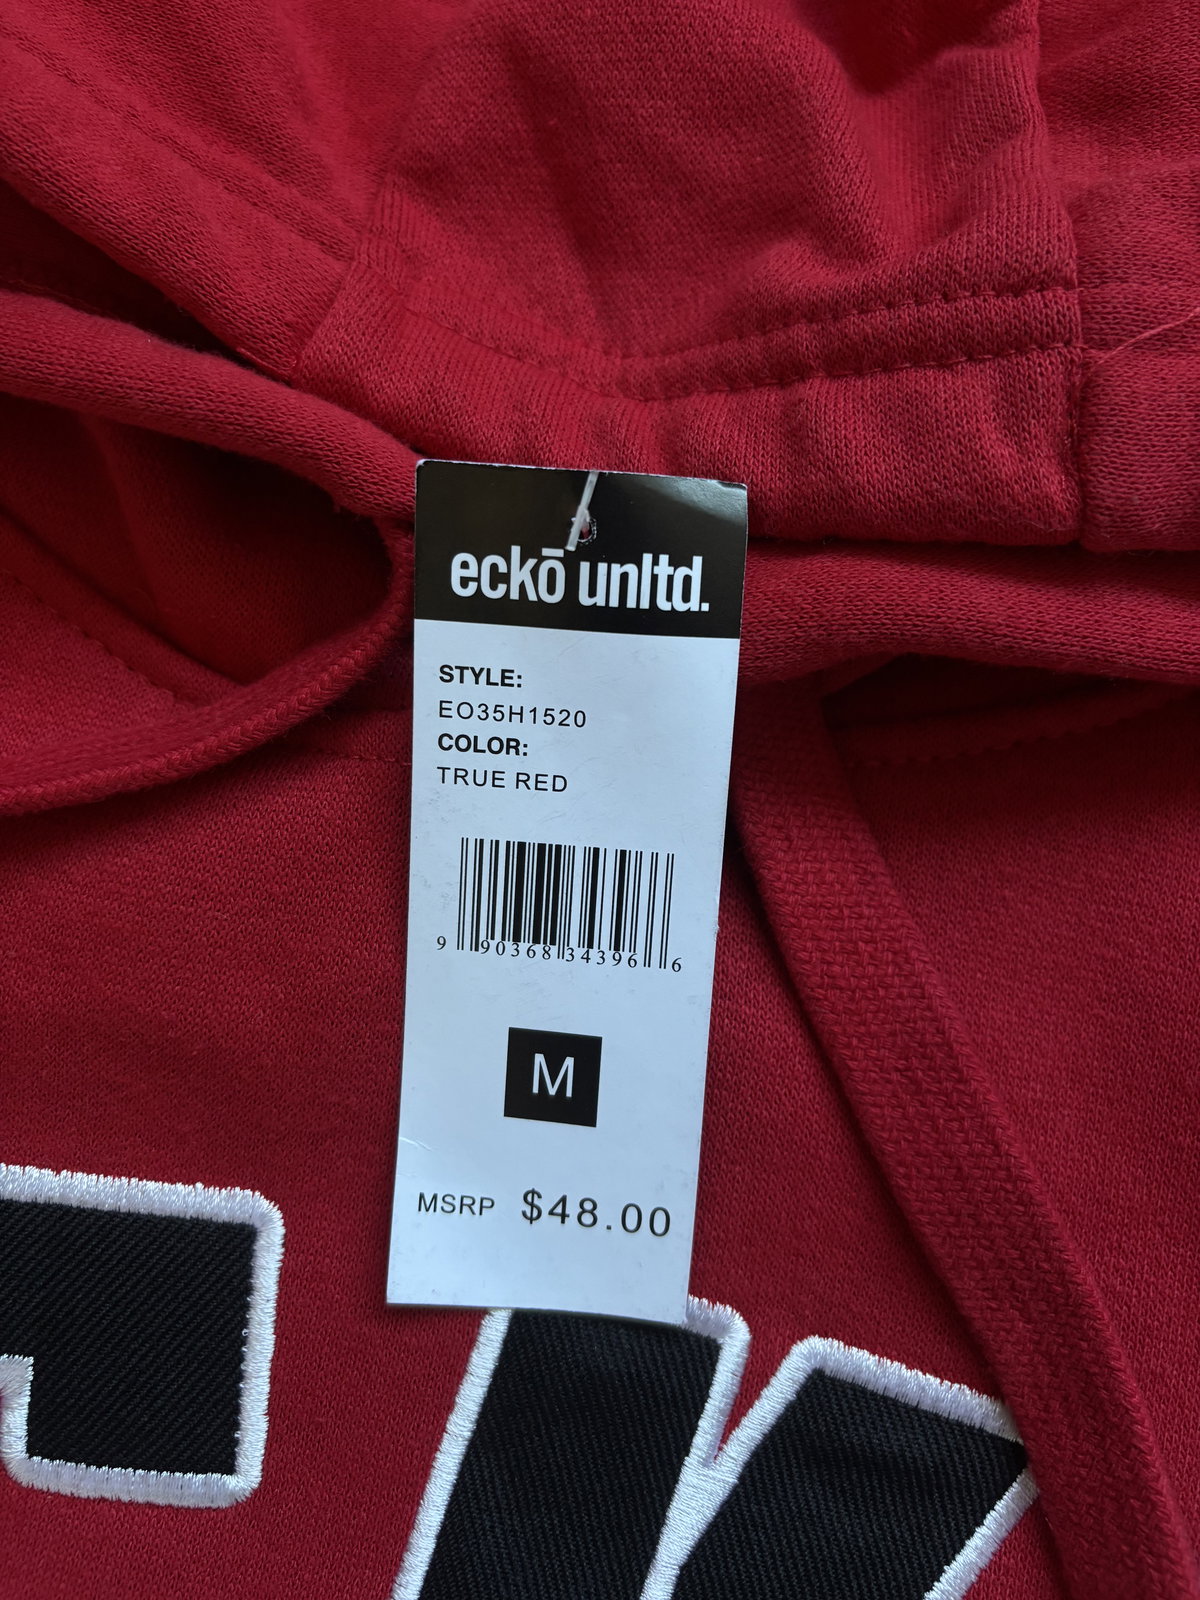 eckō unltd.
STYLE:
EO35H1520
COLOR:
TRUE RED
9 90368 34396 6
M
MSRP $48.00
K